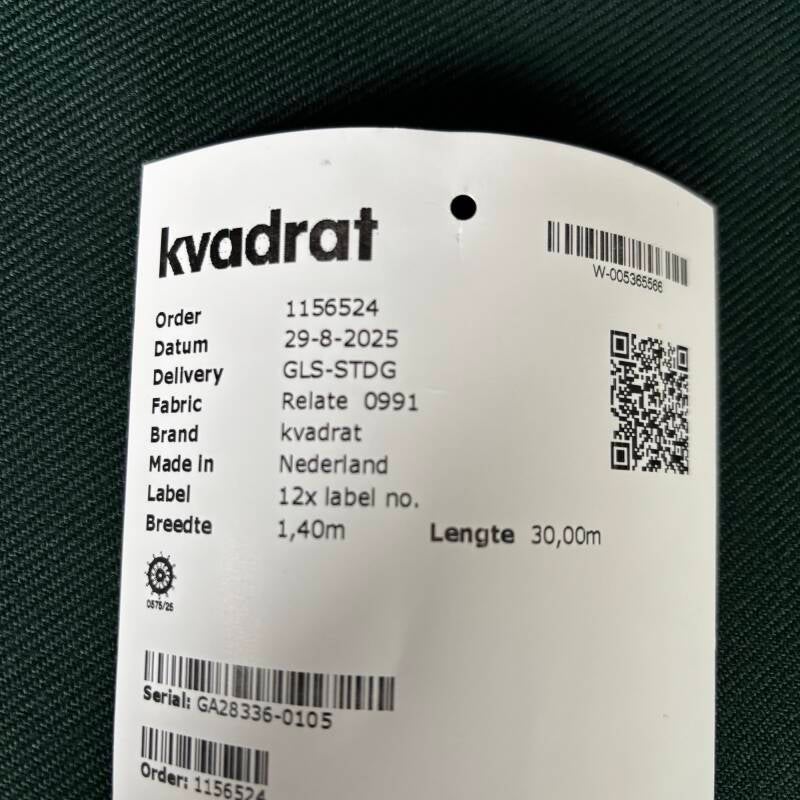 kvadrat
W-005365566
Order 1156524
Datum 29-8-2025
Delivery GLS-STDG
Fabric Relate 0991
Brand kvadrat
Made in Nederland
Label 12x label no.
Breedte 1,40m Lengte 30,00m
0575/25
Serial: GA28336-0105
Order: 1156524